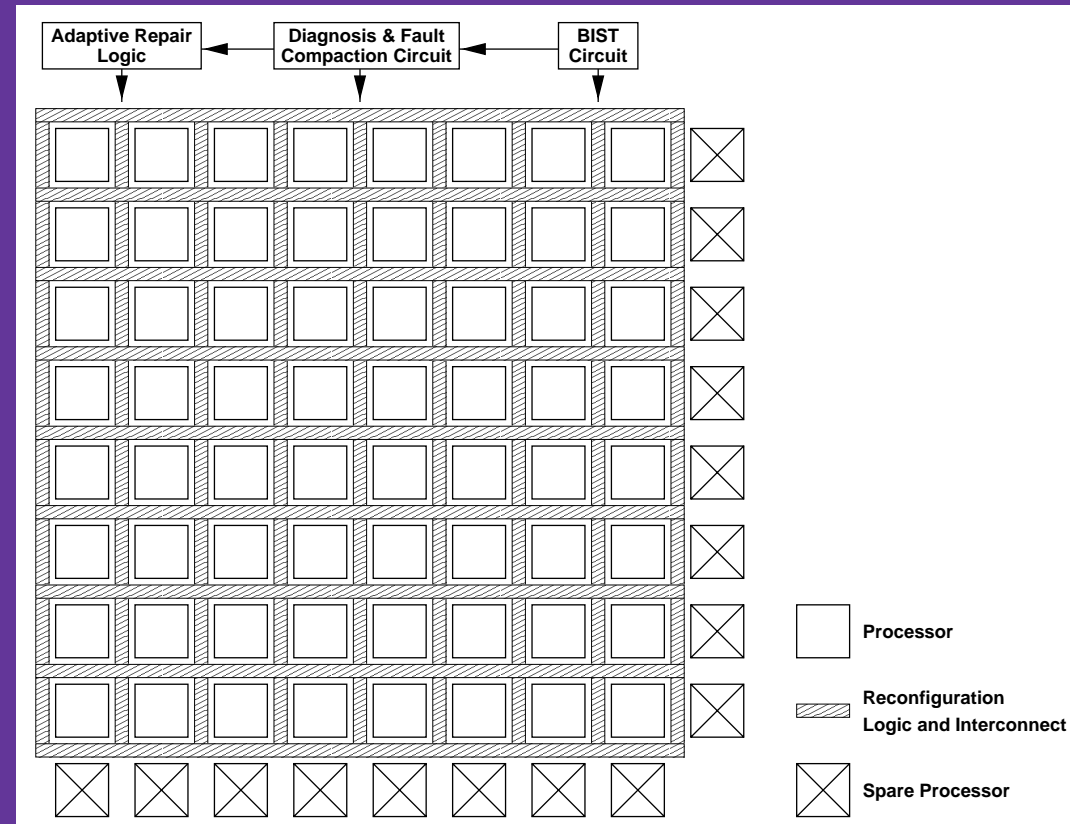 Adaptive Repair
Logic
Diagnosis & Fault
Compaction Circuit
BIST
Circuit
Processor
Reconfiguration
Logic and Interconnect
Spare Processor